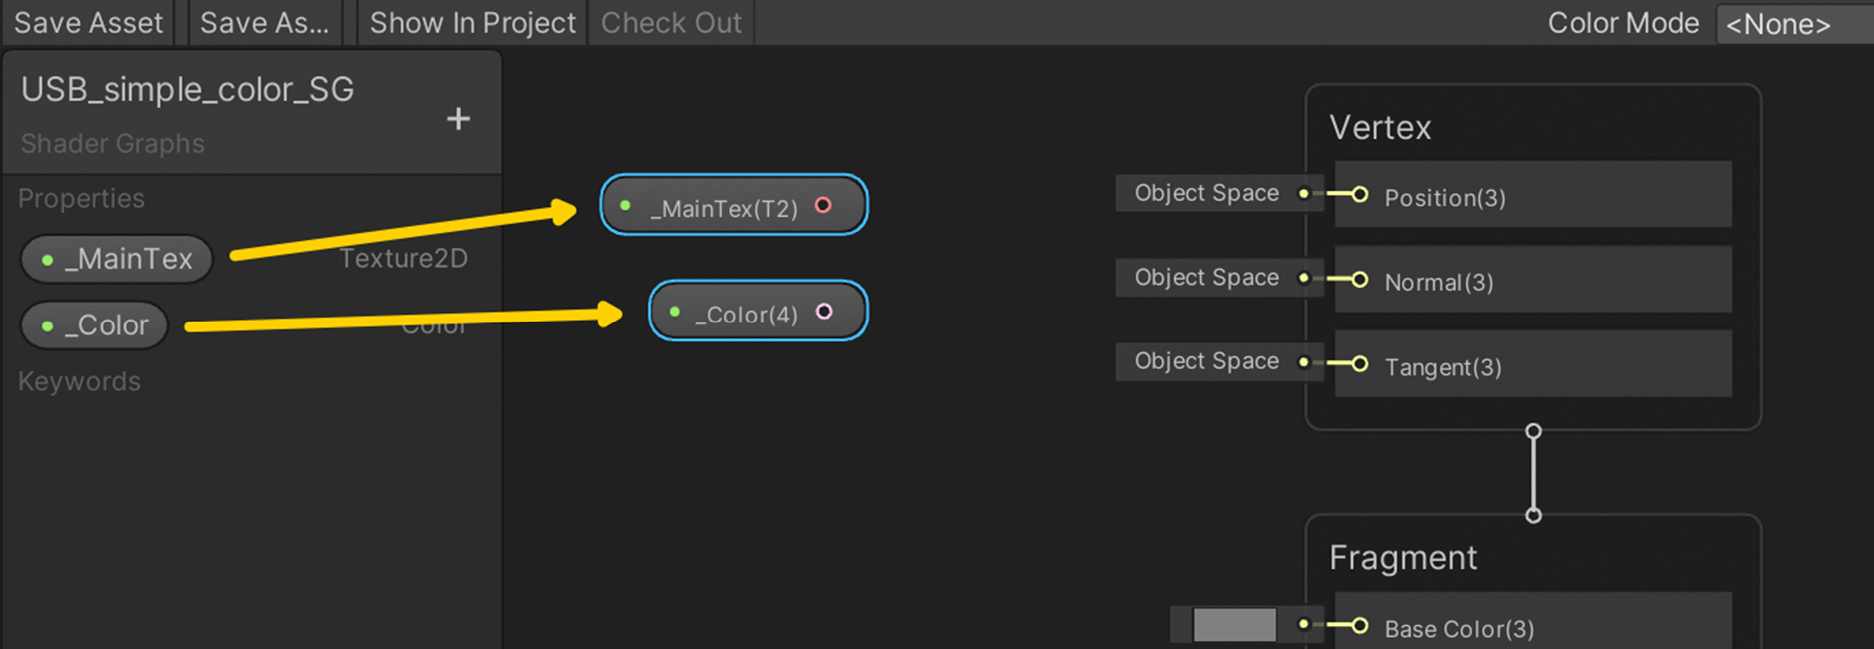 Save Asset
Save As...
Show In Project
Check Out
Color Mode
<None>
USB_simple_color_SG
+
Shader Graphs
Properties
_MainTex
Texture2D
_Color
Color
Keywords
_MainTex(T2)
_Color(4)
Vertex
Object Space
Position(3)
Object Space
Normal(3)
Object Space
Tangent(3)
Fragment
Base Color(3)